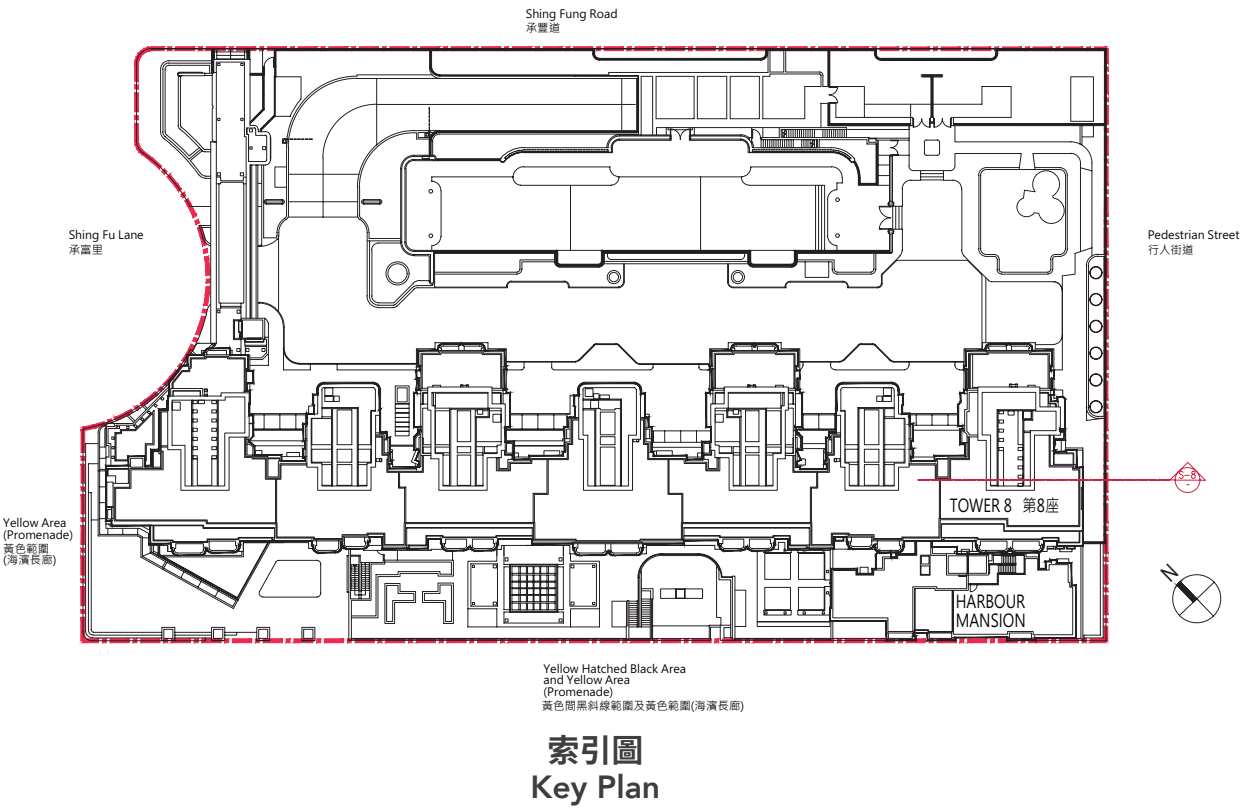 Shing Fung Road
承豐道
Shing Fu Lane
承富里
Pedestrian Street
行人街道
S-8
-
TOWER 8 第8座
Yellow Area
(Promenade)
黃色範圍
(海濱長廊)
N
HARBOUR
MANSION
Yellow Hatched Black Area
and Yellow Area
(Promenade)
黃色間黑斜線範圍及黃色範圍(海濱長廊)
索引圖
Key Plan